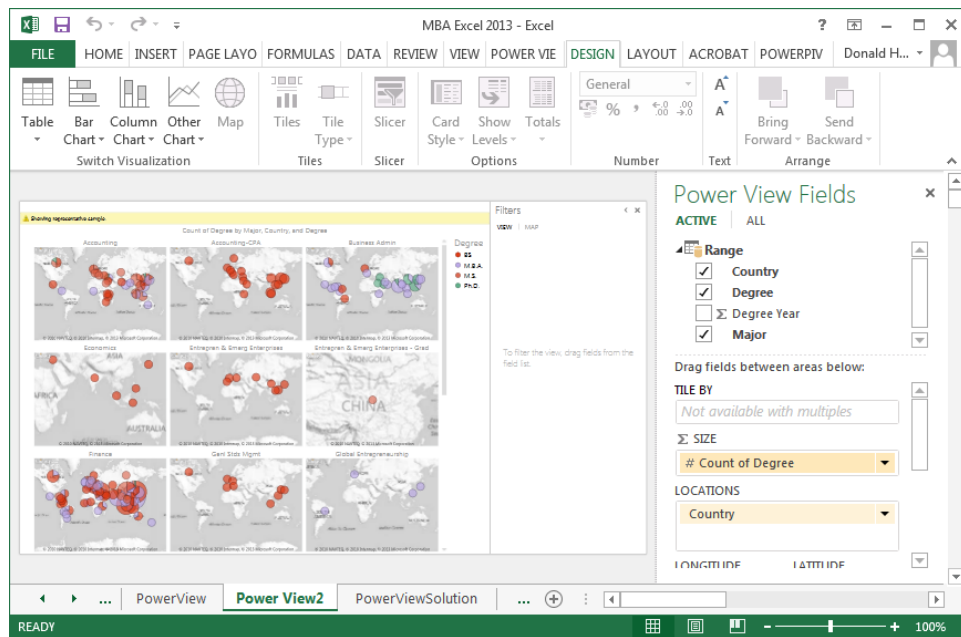 MBA Excel 2013 - Excel
FILE HOME INSERT PAGE LAYO FORMULAS DATA REVIEW VIEW POWER VIE DESIGN LAYOUT ACROBAT POWERPIV Donald H...
Table Bar Chart Column Chart Other Chart Map Tiles Tile Type Slicer Card Style Show Levels Totals General % , .00 .00 A A Bring Forward Send Backward
Switch Visualization Tiles Slicer Options Number Text Arrange
Showing representative sample
Count of Degree by Major, Country, and Degree
Accounting Accounting-CPA Business Admin
Degree
BS
M.B.A.
M.S.
Ph.D.
Economics Entrepren & Emerg Enterprises Entrepren & Emerg Enterprises - Grad
ASIA
AFRICA
AUSTRALIA
MONGOLIA
ASIA
CHINA
Finance Genl Stds Mgmt Global Entrepreneurship
Filters
VIEW MAP
To filter the view, drag fields from the
field list.
Power View Fields
ACTIVE ALL
Range
Country
Degree
Σ Degree Year
Major
Drag fields between areas below:
TILE BY
Not available with multiples
Σ SIZE
# Count of Degree
LOCATIONS
Country
LONGITUDE LATITUDE
... PowerView Power View2 PowerViewSolution ...
READY 100%